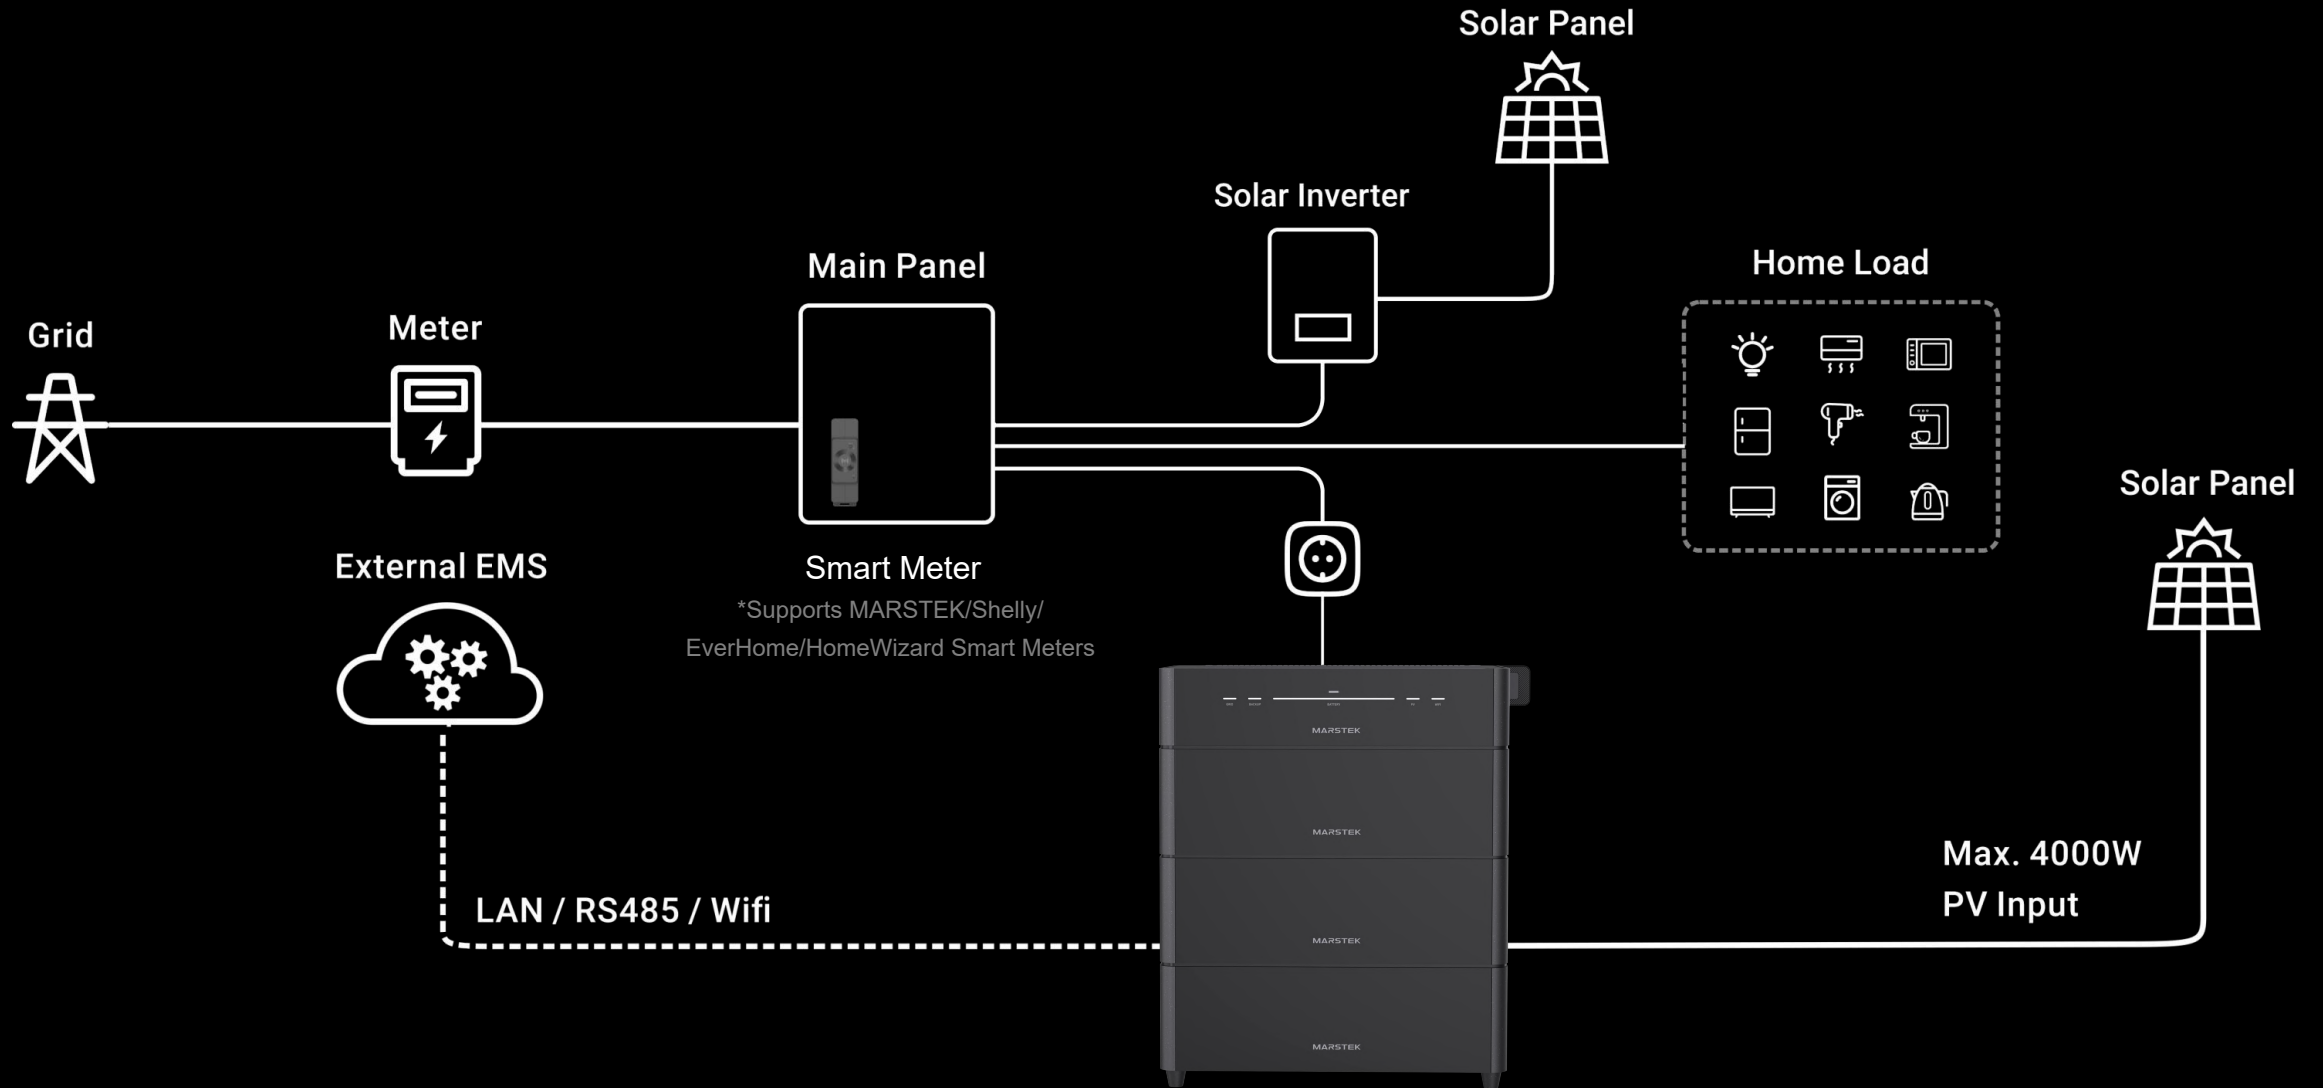 Solar Panel
Solar Inverter
Main Panel
Home Load
Grid
Meter
Solar Panel
External EMS
Smart Meter
*Supports MARSTEK/Shelly/
EverHome/HomeWizard Smart Meters
MARSTEK
MARSTEK
Max. 4000W
PV Input
LAN / RS485 / Wifi
MARSTEK
MARSTEK